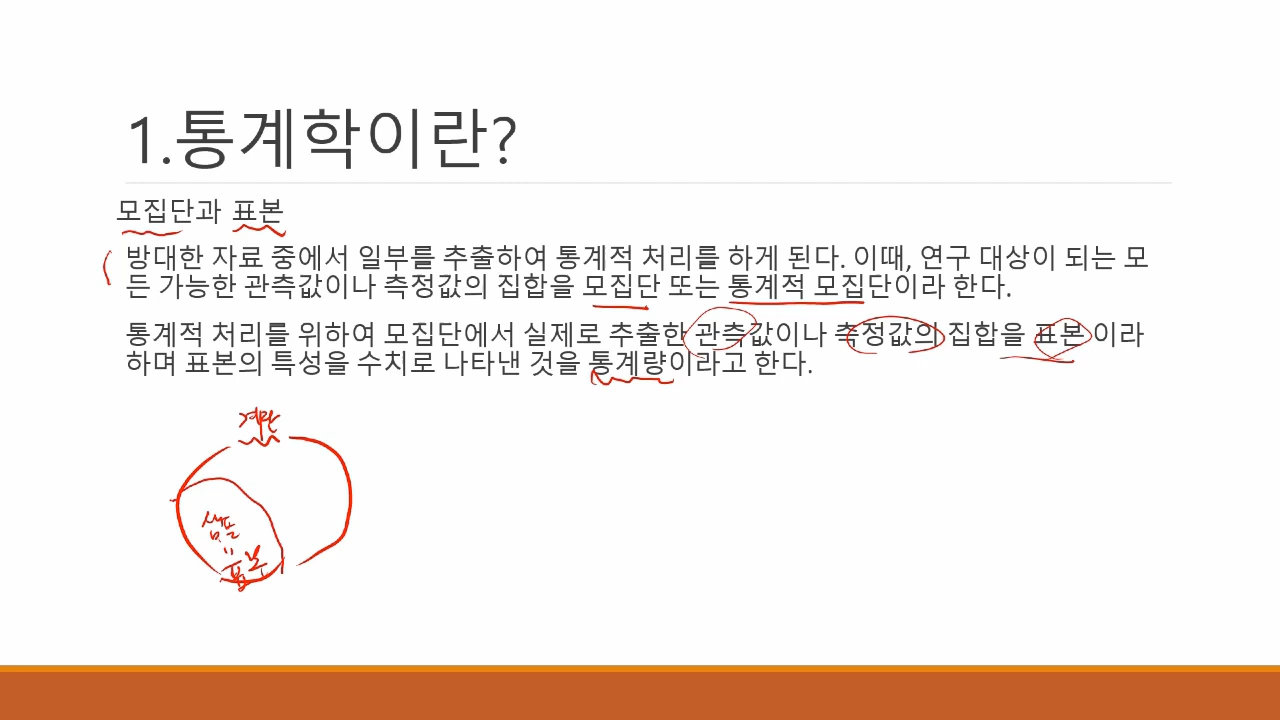 1.통계학이란?
모집단과 표본
방대한 자료 중에서 일부를 추출하여 통계적 처리를 하게 된다. 이때, 연구 대상이 되는 모
든 가능한 관측값이나 측정값의 집합을 모집단 또는 통계적 모집단이라 한다.
통계적 처리를 위하여 모집단에서 실제로 추출한 관측값이나 측정값의 집합을 표본 이라
하며 표본의 특성을 수치로 나타낸 것을 통계량이라고 한다.
계란
샘플
"
표본